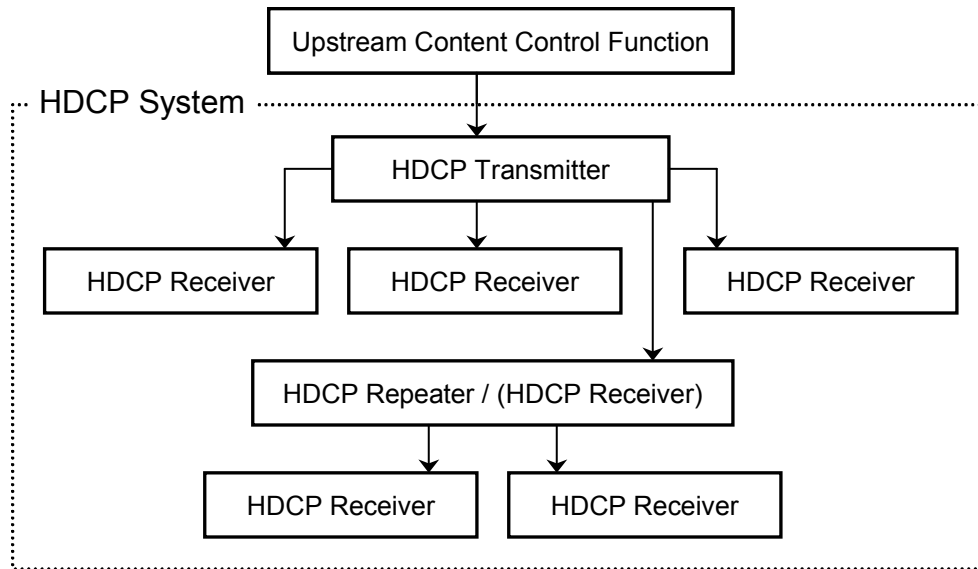 Upstream Content Control Function
HDCP System
HDCP Transmitter
HDCP Receiver
HDCP Receiver
HDCP Receiver
HDCP Repeater / (HDCP Receiver)
HDCP Receiver
HDCP Receiver